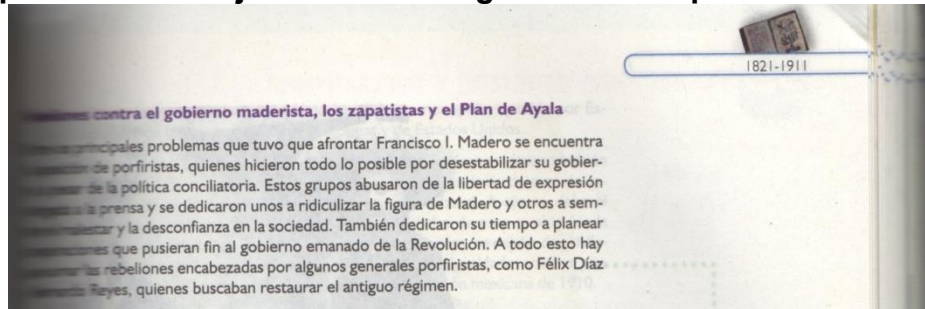 1821-1911
contra el gobierno maderista, los zapatistas y el Plan de Ayala
principales problemas que tuvo que afrontar Francisco I. Madero se encuentra
de porfiristas, quienes hicieron todo lo posible por desestabilizar su gobier-
de la política conciliatoria. Estos grupos abusaron de la libertad de expresión
a la prensa y se dedicaron unos a ridiculizar la figura de Madero y otros a sem-
y la desconfianza en la sociedad. También dedicaron su tiempo a planear
que pusieran fin al gobierno emanado de la Revolución. A todo esto hay
las rebeliones encabezadas por algunos generales porfiristas, como Félix Díaz
Reyes, quienes buscaban restaurar el antiguo régimen.